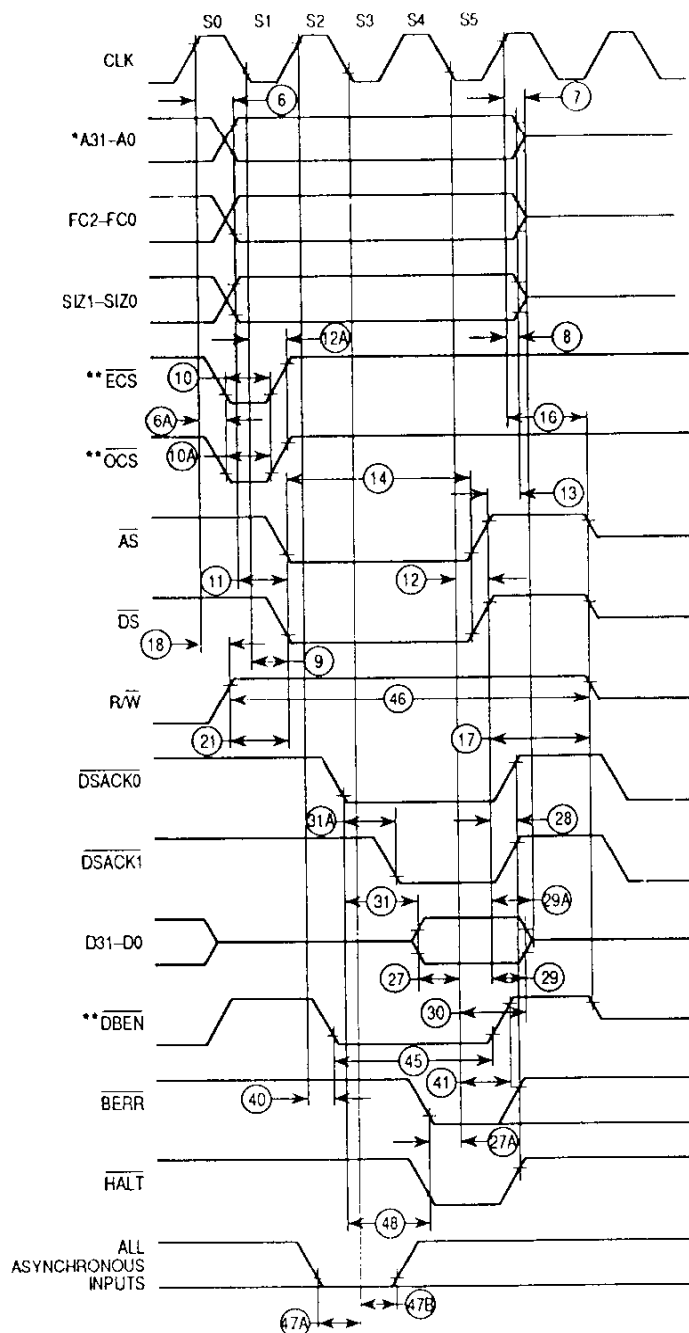 S0 S1 S2 S3 S4 S5
CLK
6 7
*A31–A0
FC2–FC0
SIZ1–SIZ0
12A 8
**ECS 10
6A 16
**OCS 10A
14
13
AS
11 12
DS
18 9
R/W 46
21 17
DSACK0
31A 28
DSACK1
31 29A
D31–D0
27 29
30
**DBEN
45
41
BERR 40
27A
HALT
48
ALL
ASYNCHRONOUS
INPUTS
47A 47B